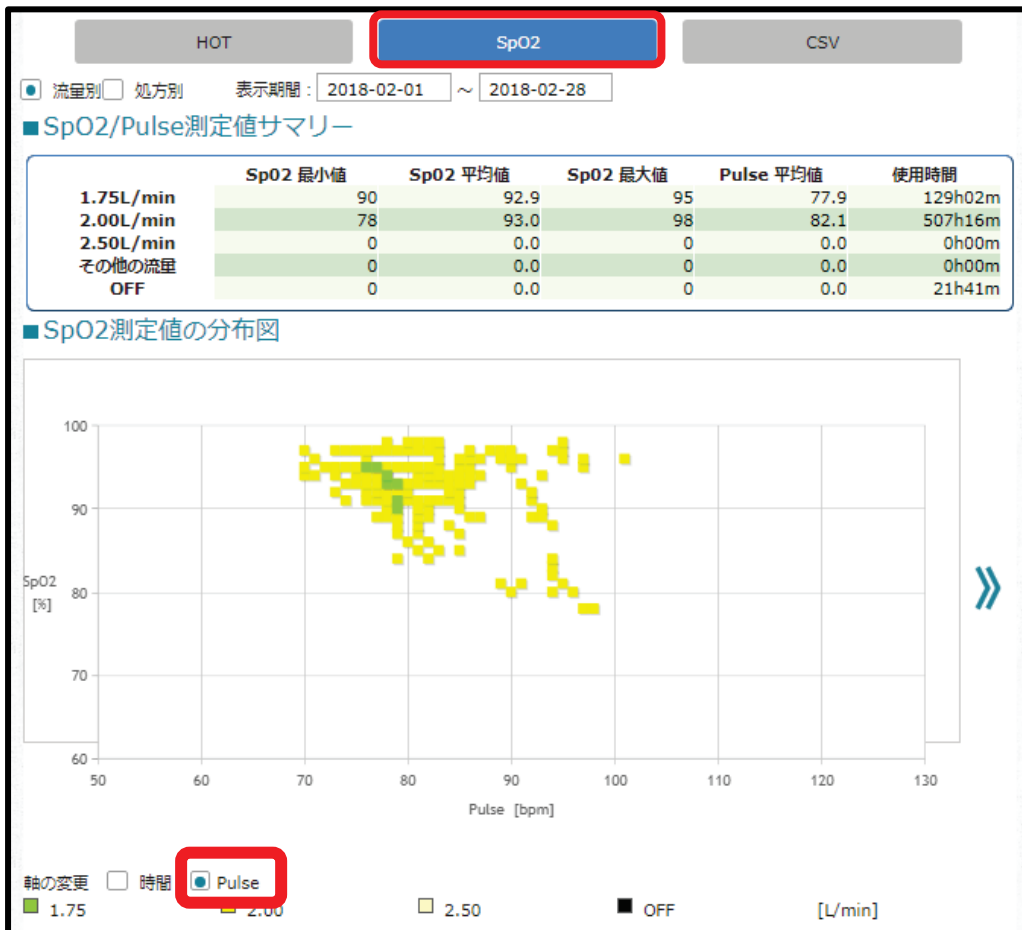 HOT SpO2 CSV
流量別 処方別 表示期間 : 2018-02-01 ～ 2018-02-28
■SpO2/Pulse測定値サマリー
Sp02 最小値 Sp02 平均値 Sp02 最大値 Pulse 平均値 使用時間
1.75L/min 90 92.9 95 77.9 129h02m
2.00L/min 78 93.0 98 82.1 507h16m
2.50L/min 0 0.0 0 0.0 0h00m
その他の流量 0 0.0 0 0.0 0h00m
OFF 0 0.0 0 0.0 21h41m
■SpO2測定値の分布図
100
90
SpO2
[%]
80
70
60
50 60 70 80 90 100 110 120 130
Pulse [bpm]
》
軸の変更 時間 Pulse
1.75 2.00 2.50 OFF [L/min]